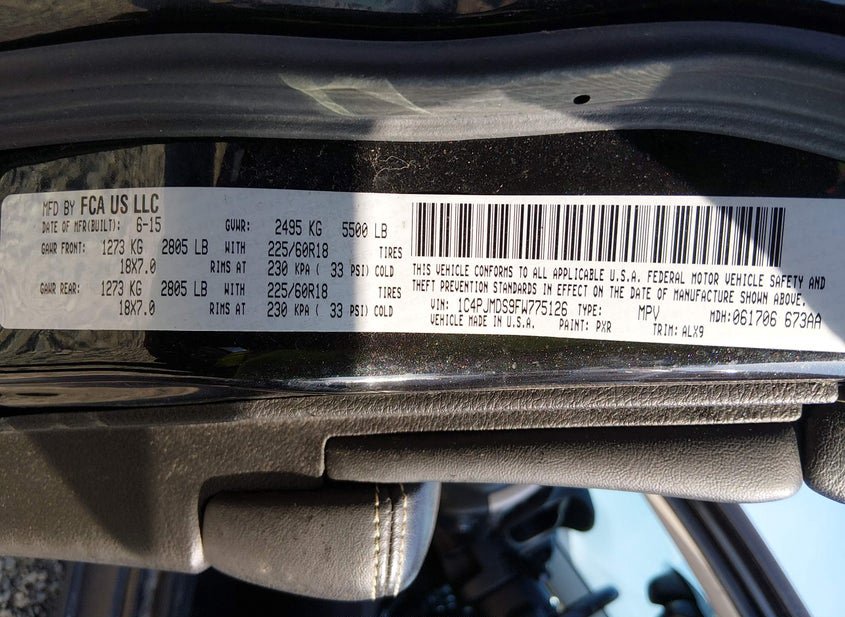 MFD BY FCA US LLC
DATE OF MFR(BUILT): 6-15 GVWR: 2495 KG 5500 LB
GAWR FRONT: 1273 KG 2805 LB WITH 225/60R18 TIRES
18X7.0 RIMS AT 230 KPA ( 33 PSI) COLD
GAWR REAR: 1273 KG 2805 LB WITH 225/60R18 TIRES
18X7.0 RIMS AT 230 KPA ( 33 PSI) COLD
THIS VEHICLE CONFORMS TO ALL APPLICABLE U.S.A. FEDERAL MOTOR VEHICLE SAFETY AND
THEFT PREVENTION STANDARDS IN EFFECT ON THE DATE OF MANUFACTURE SHOWN ABOVE.
VIN: 1C4PJMDS9FW775126 TYPE: MPV MDH: 061706 673AA
VEHICLE MADE IN U.S.A. PAINT: PXR TRIM: ALX9